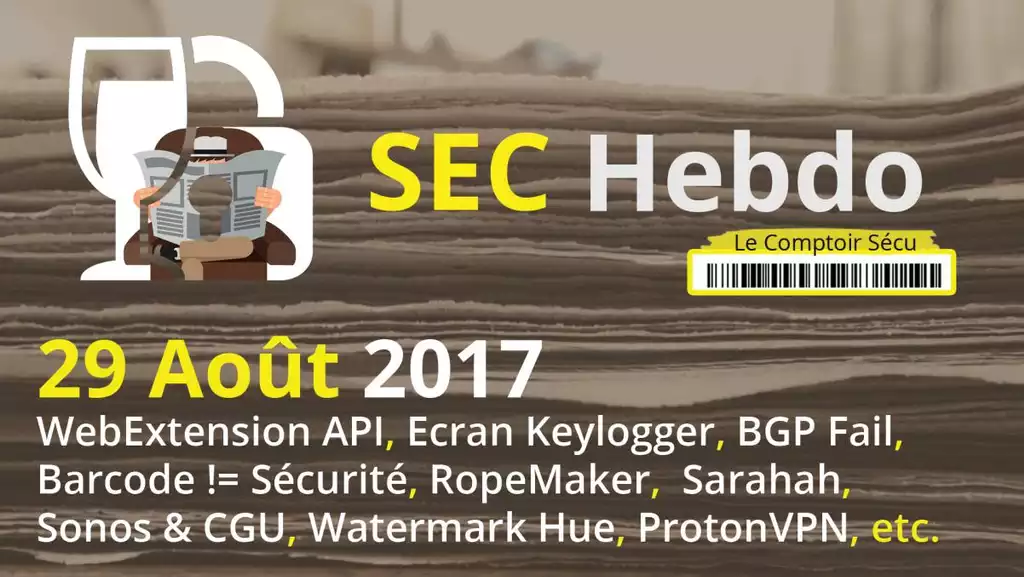 SEC Hebdo
Le Comptoir Sécu
29 Août 2017
WebExtension API, Ecran Keylogger, BGP Fail,
Barcode != Sécurité, RopeMaker, Sarahah,
Sonos & CGU, Watermark Hue, ProtonVPN, etc.